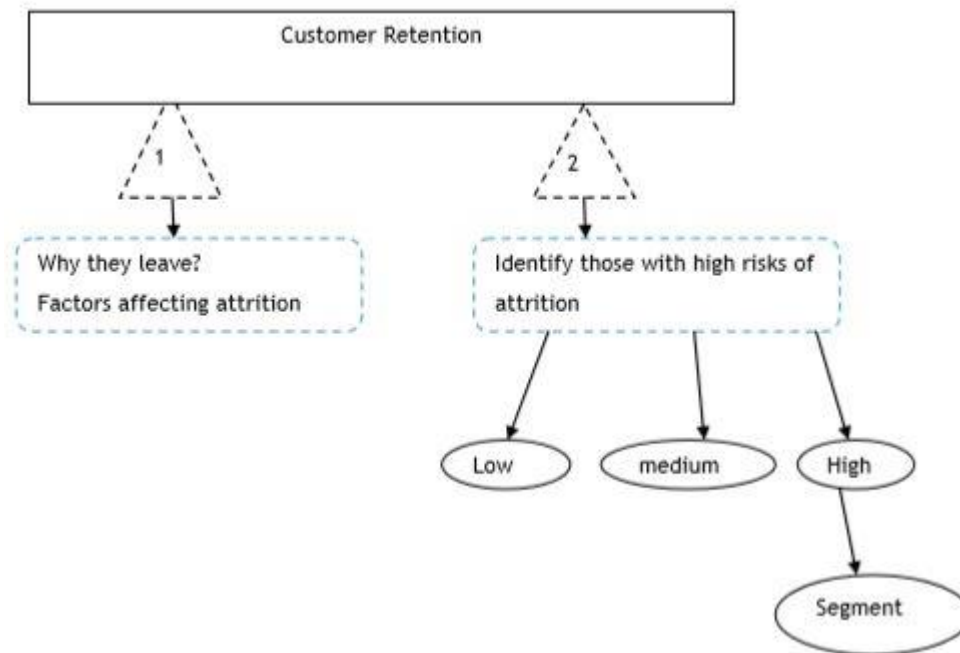 Customer Retention
1
2
Why they leave?
Factors affecting attrition
Identify those with high risks of
attrition
Low
medium
High
Segment